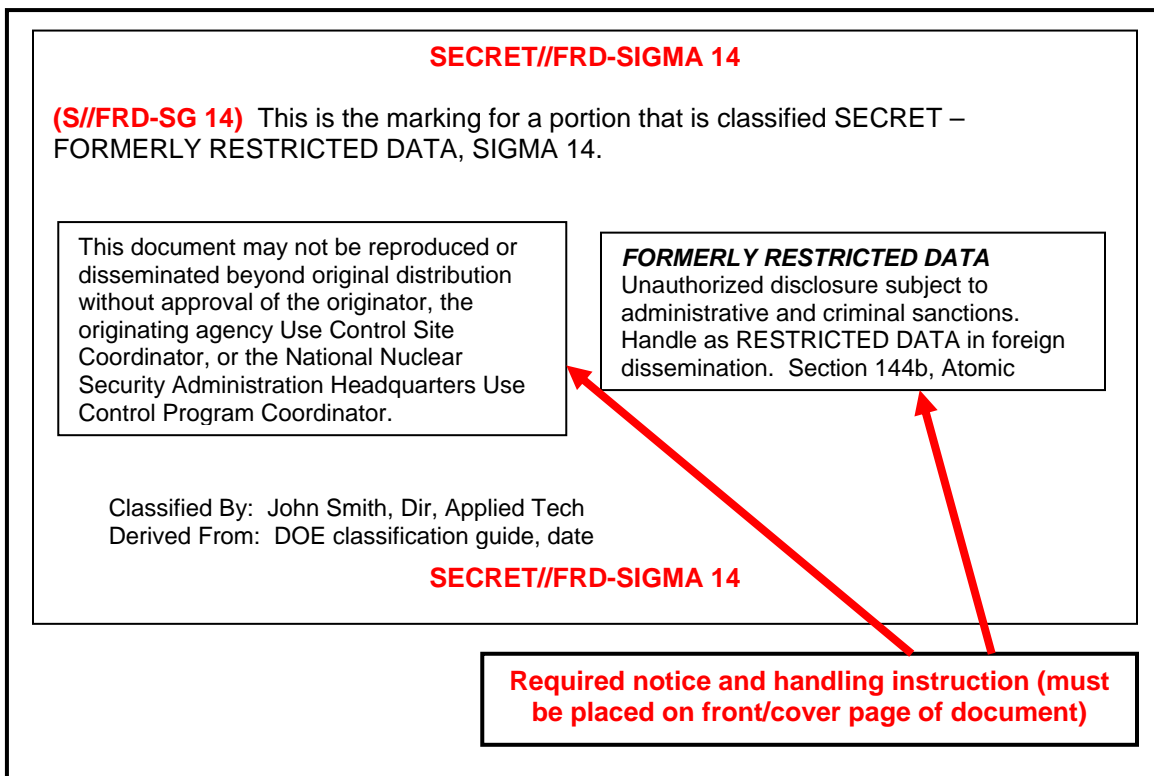 SECRET//FRD-SIGMA 14
(S//FRD-SG 14) This is the marking for a portion that is classified SECRET –
FORMERLY RESTRICTED DATA, SIGMA 14.
This document may not be reproduced or
disseminated beyond original distribution
without approval of the originator, the
originating agency Use Control Site
Coordinator, or the National Nuclear
Security Administration Headquarters Use
Control Program Coordinator.
FORMERLY RESTRICTED DATA
Unauthorized disclosure subject to
administrative and criminal sanctions.
Handle as RESTRICTED DATA in foreign
dissemination. Section 144b, Atomic
Classified By: John Smith, Dir, Applied Tech
Derived From: DOE classification guide, date
SECRET//FRD-SIGMA 14
Required notice and handling instruction (must
be placed on front/cover page of document)